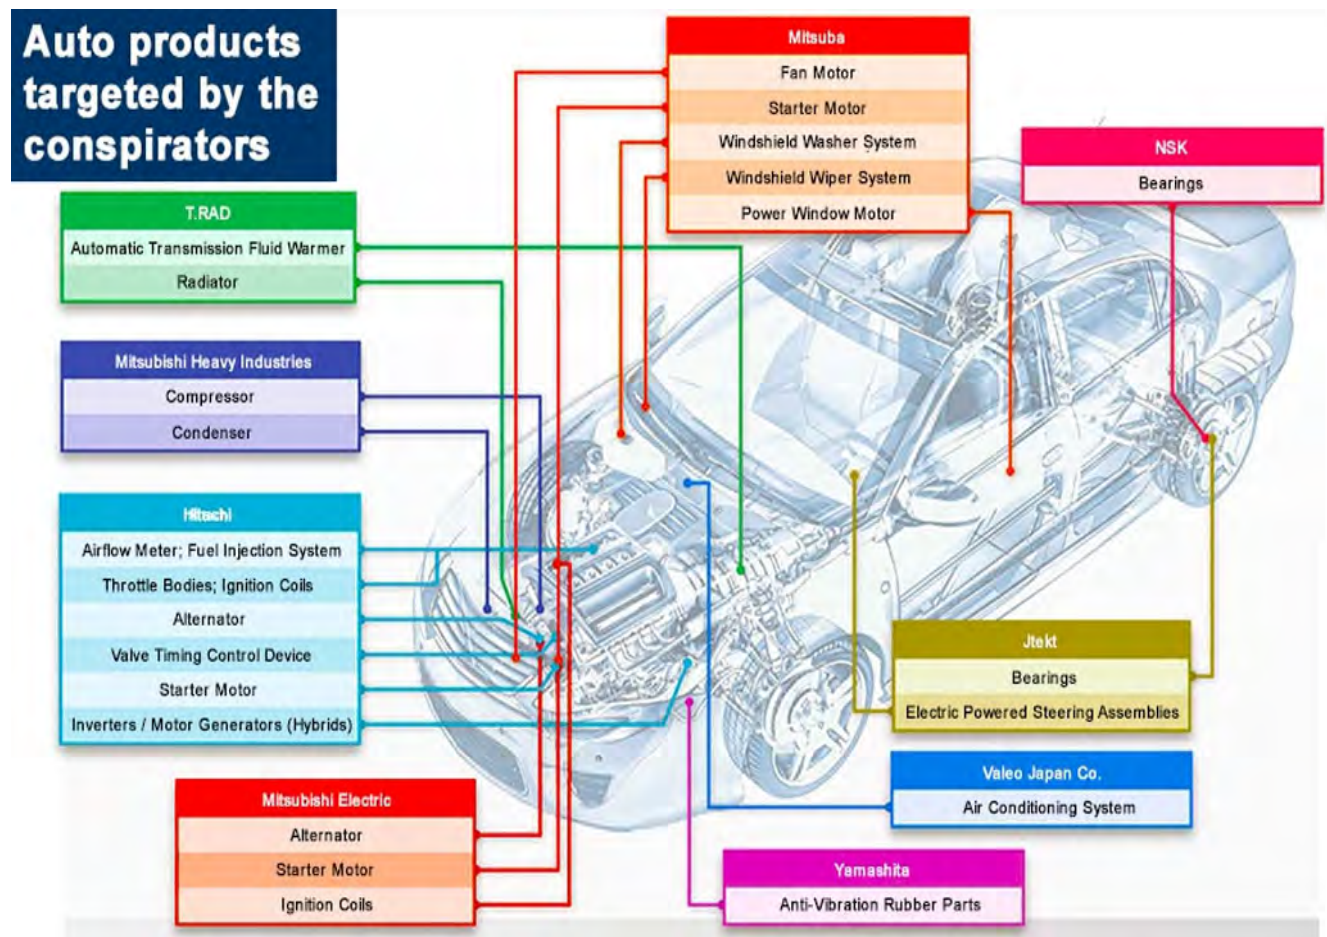 Auto products
targeted by the
conspirators
Mitsuba
Fan Motor
Starter Motor
Windshield Washer System
Windshield Wiper System
Power Window Motor
NSK
Bearings
T.RAD
Automatic Transmission Fluid Warmer
Radiator
Mitsubishi Heavy Industries
Compressor
Condenser
Hitachi
Airflow Meter; Fuel Injection System
Throttle Bodies; Ignition Coils
Alternator
Valve Timing Control Device
Starter Motor
Inverters / Motor Generators (Hybrids)
Jtekt
Bearings
Electric Powered Steering Assemblies
Valeo Japan Co.
Air Conditioning System
Mitsubishi Electric
Alternator
Starter Motor
Ignition Coils
Yamashita
Anti-Vibration Rubber Parts